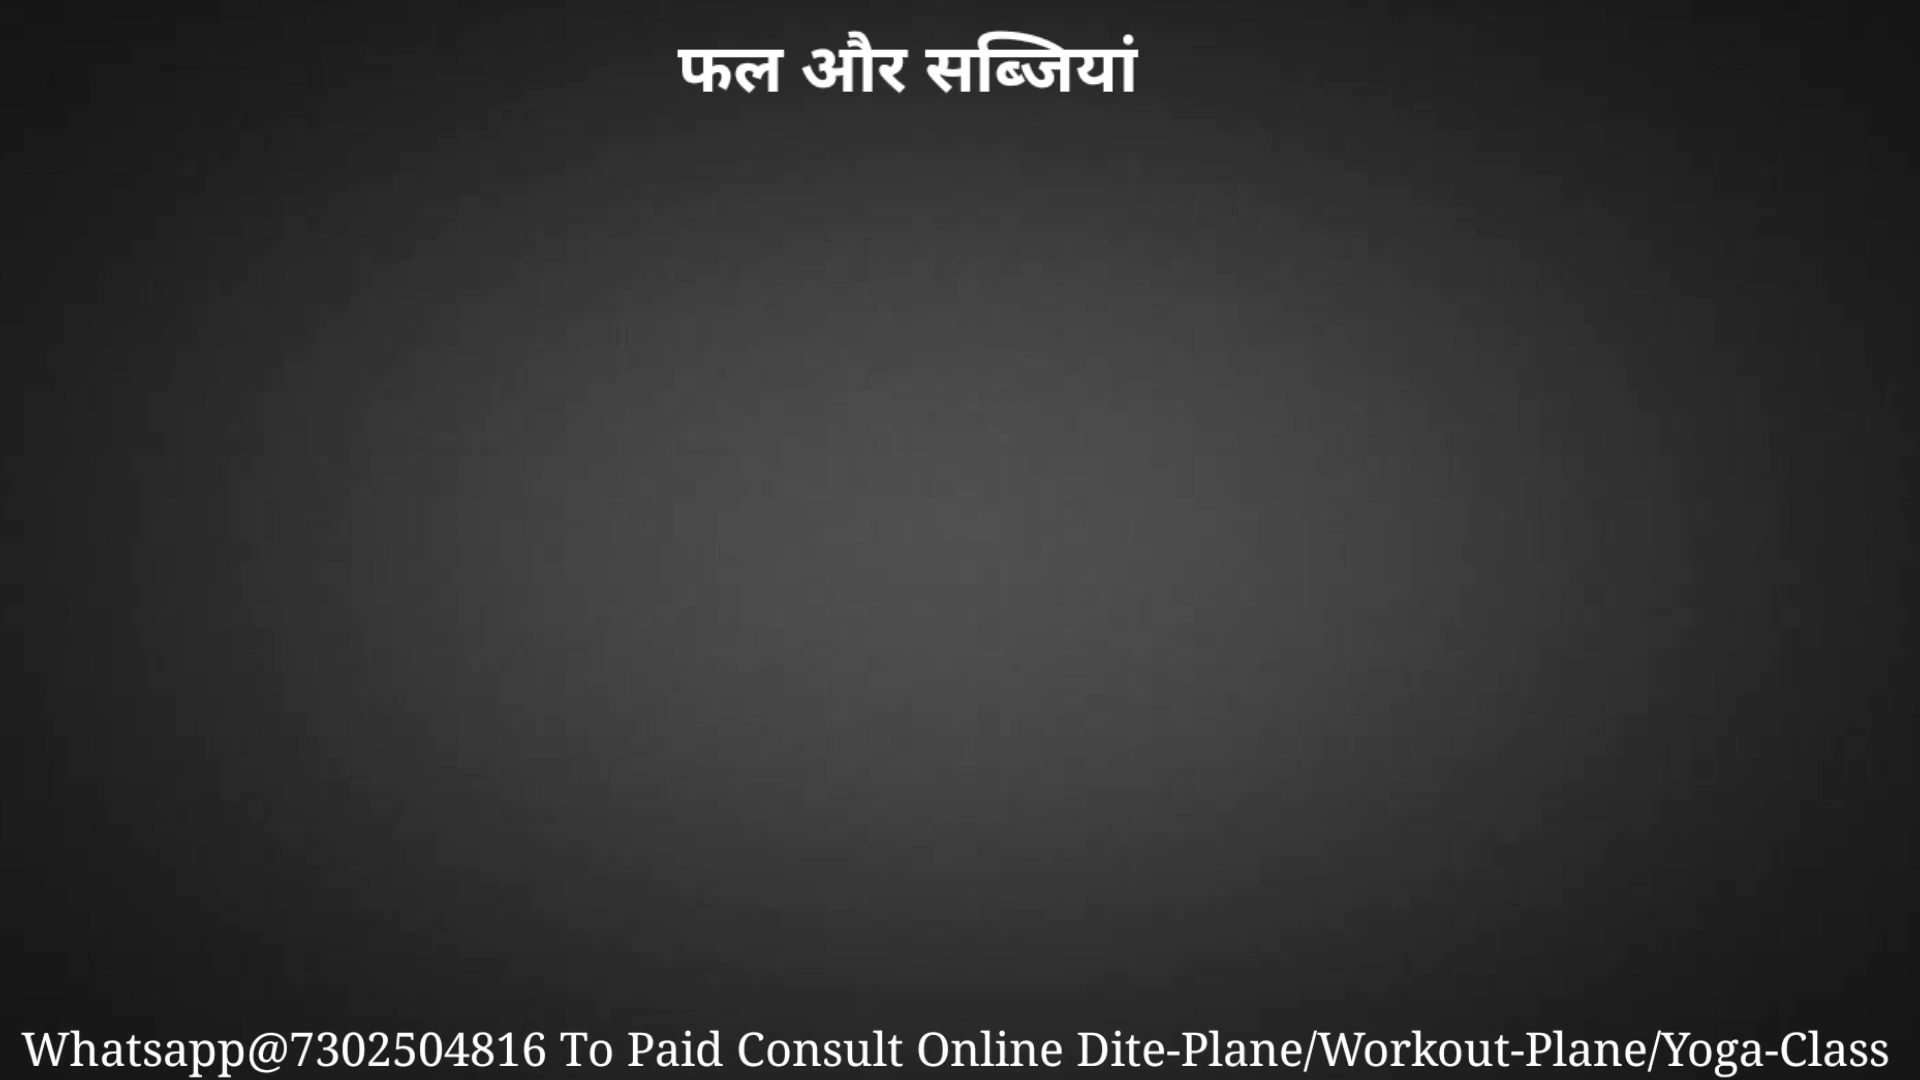 फल और सब्जियां
Whatsapp@7302504816 To Paid Consult Online Dite-Plane/Workout-Plane/Yoga-Class